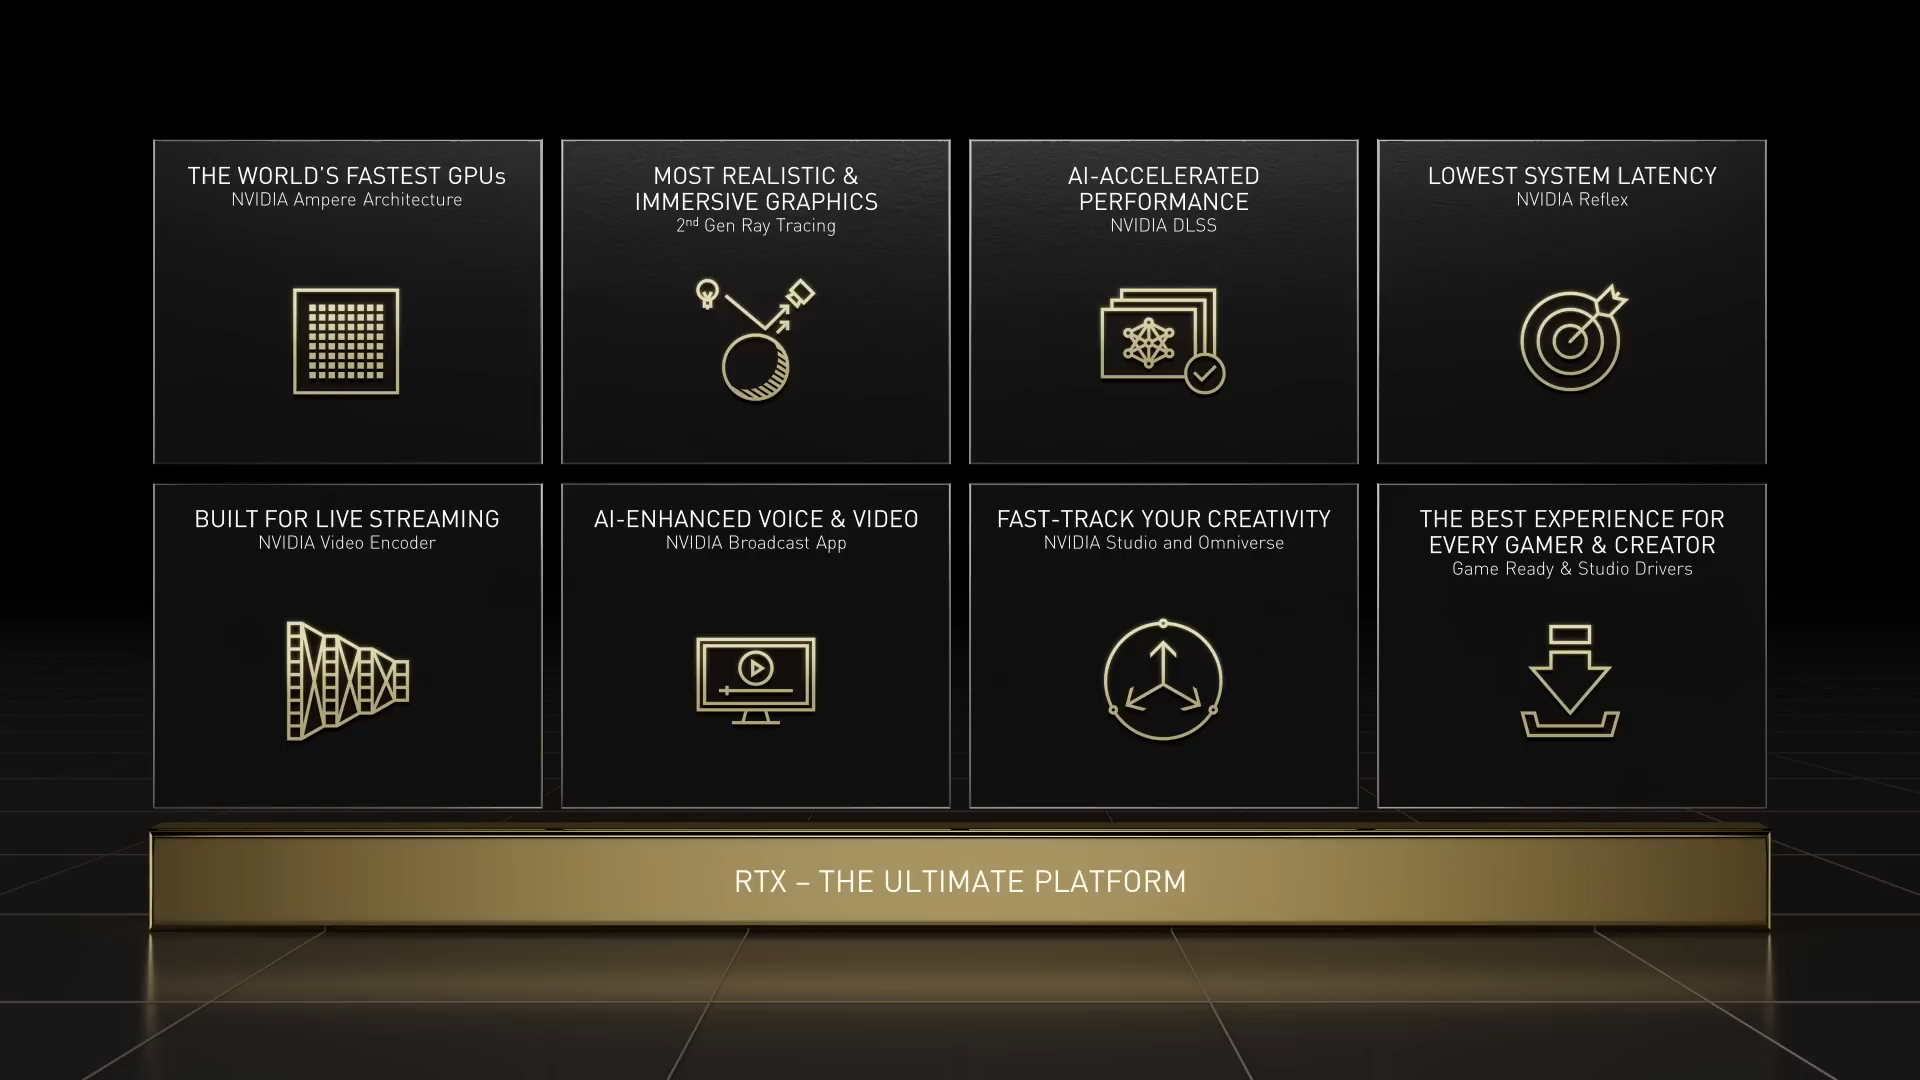 THE WORLD'S FASTEST GPUs
NVIDIA Ampere Architecture
MOST REALISTIC &
IMMERSIVE GRAPHICS
2nd Gen Ray Tracing
AI-ACCELERATED
PERFORMANCE
NVIDIA DLSS
LOWEST SYSTEM LATENCY
NVIDIA Reflex
BUILT FOR LIVE STREAMING
NVIDIA Video Encoder
AI-ENHANCED VOICE & VIDEO
NVIDIA Broadcast App
FAST-TRACK YOUR CREATIVITY
NVIDIA Studio and Omniverse
THE BEST EXPERIENCE FOR
EVERY GAMER & CREATOR
Game Ready & Studio Drivers
RTX – THE ULTIMATE PLATFORM